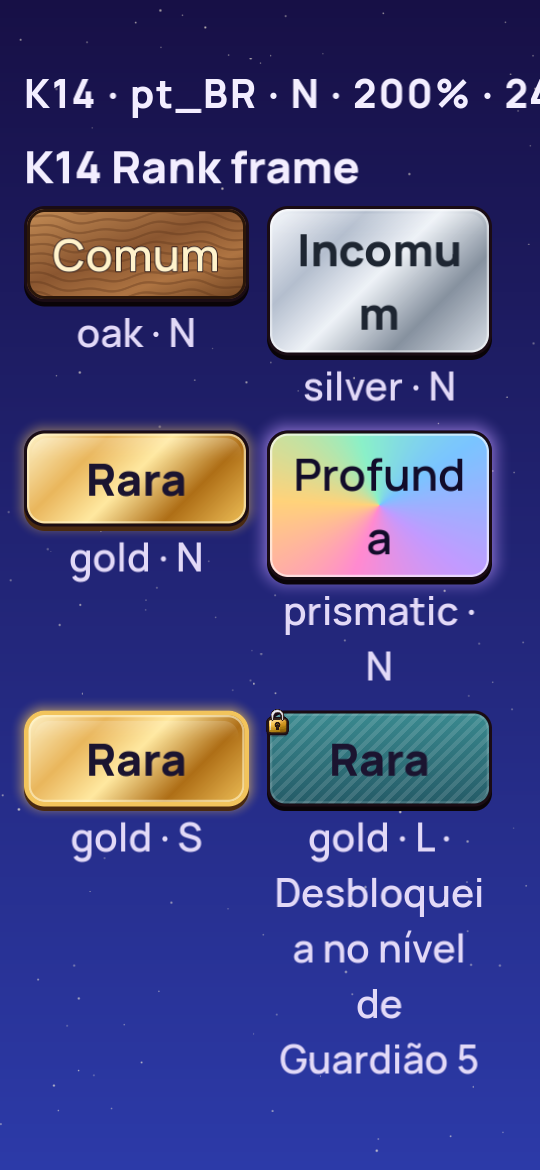 K14 · pt_BR · N · 200% · 24
K14 Rank frame
Comum
oak · N
Incomu
m
silver · N
Rara
gold · N
Profund
a
prismatic ·
N
Rara
gold · S
Rara
gold · L ·
Desbloquei
a no nível
de
Guardião 5